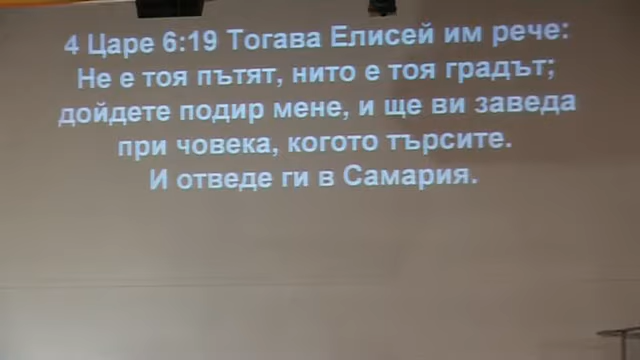 4 Царе 6:19 Тогава Елисей им рече:
Не е тоя пътят, нито е тоя градът;
дойдете подир мене, и ще ви заведа
при човека, когото търсите.
И отведе ги в Самария.